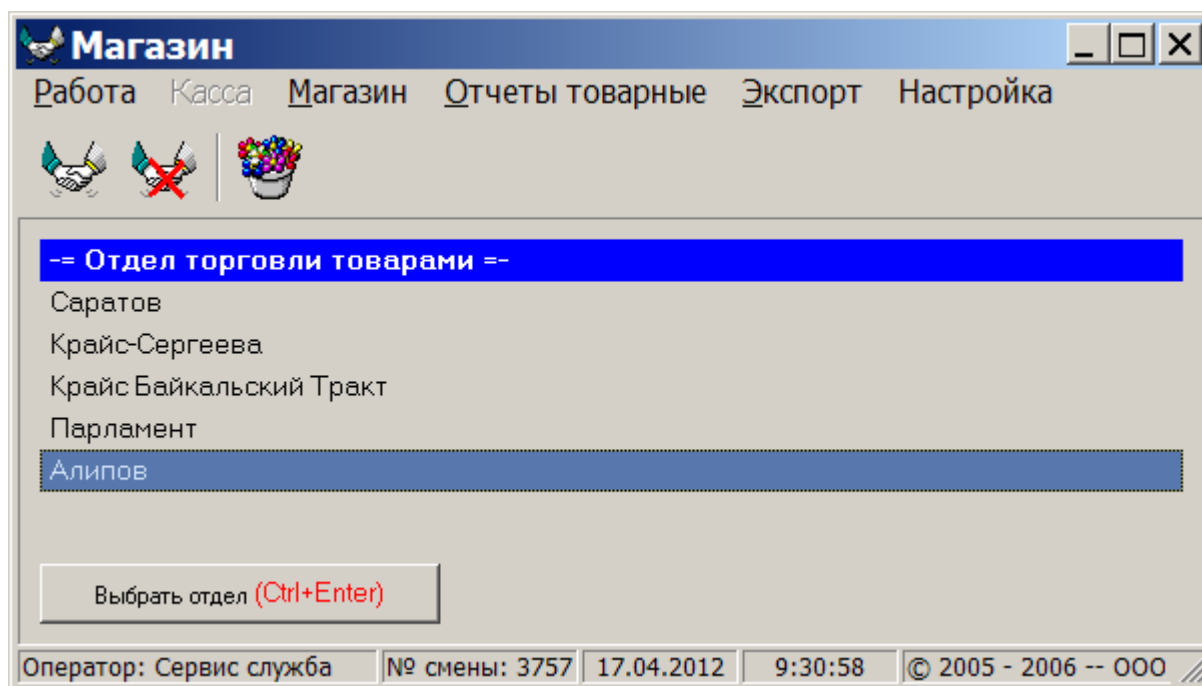 Магазин
Работа Касса Магазин Отчеты товарные Экспорт Настройка
-= Отдел торговли товарами =-
Саратов
Крайс-Сергеева
Крайс Байкальский Тракт
Парламент
Алипов
Выбрать отдел (Ctrl+Enter)
Оператор: Сервис служба № смены: 3757 17.04.2012 9:30:58 © 2005 - 2006 -- ООО